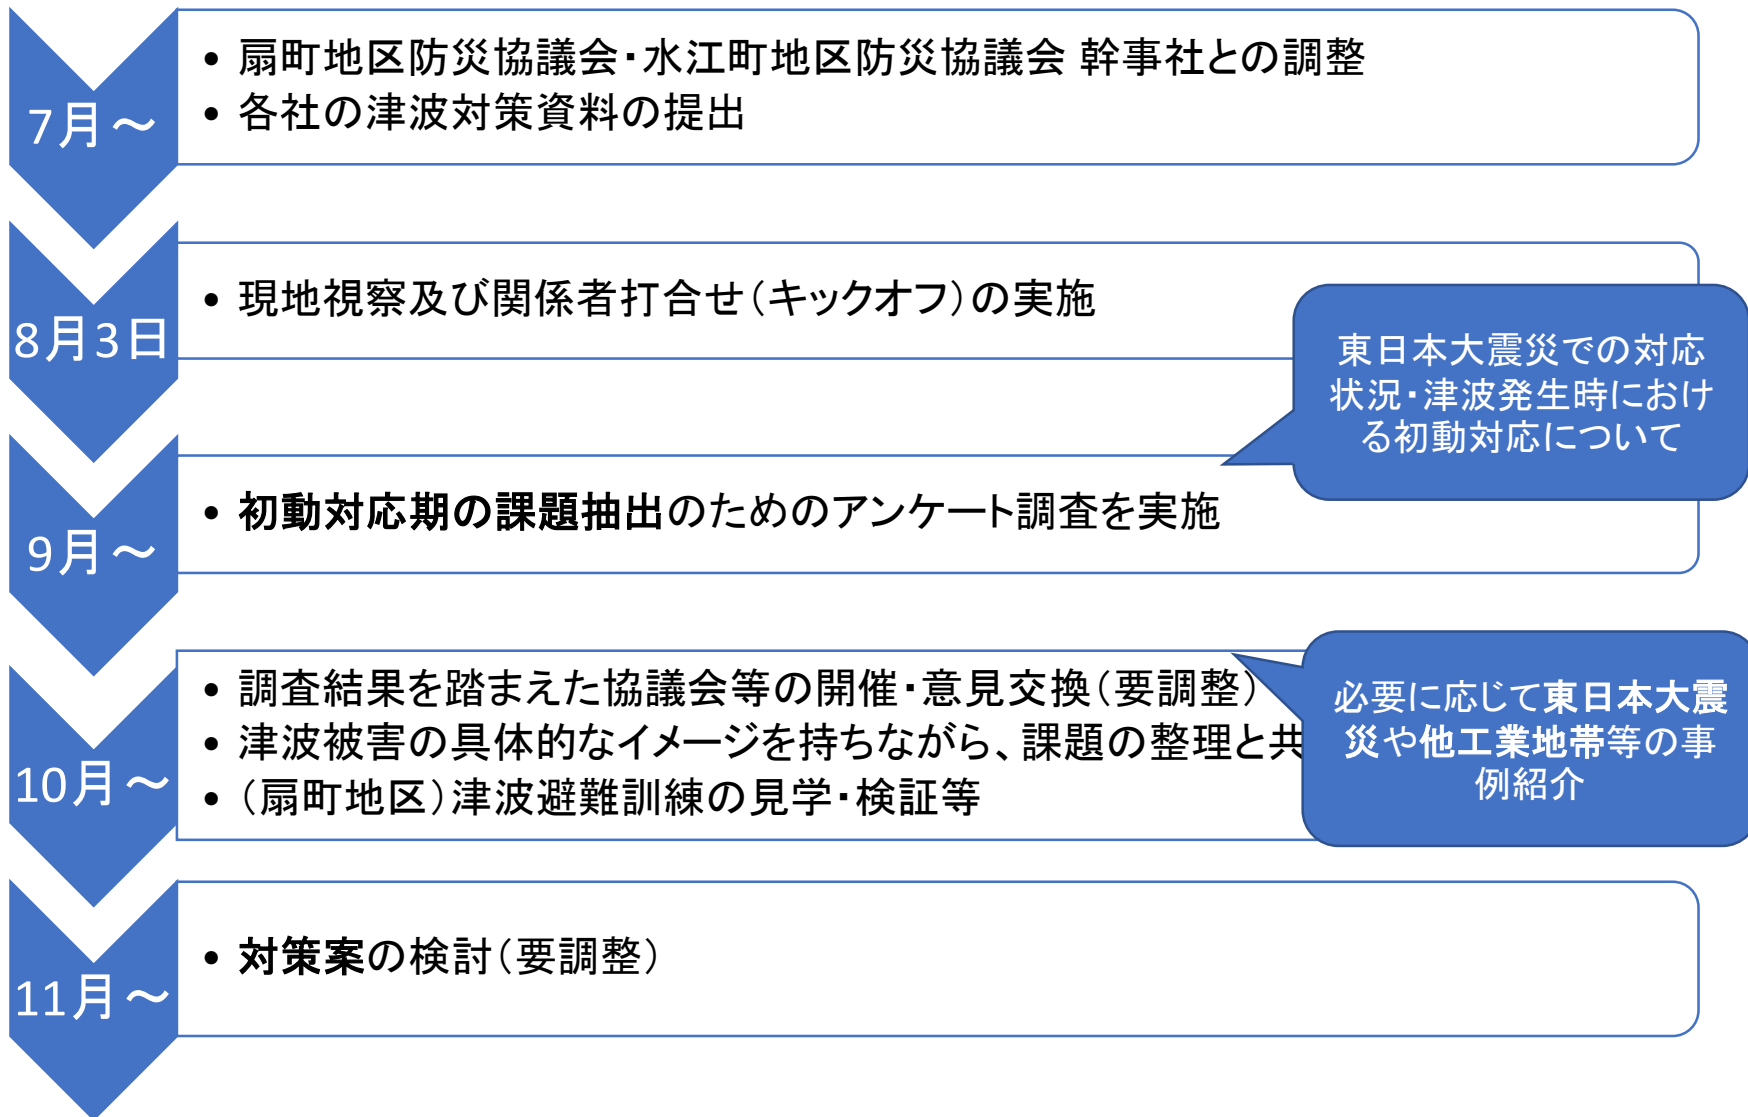 7月～
• 扇町地区防災協議会・水江町地区防災協議会 幹事社との調整
• 各社の津波対策資料の提出
8月3日
• 現地視察及び関係者打合せ（キックオフ）の実施
東日本大震災での対応
状況・津波発生時におけ
る初動対応について
9月～
• 初動対応期の課題抽出のためのアンケート調査を実施
10月～
• 調査結果を踏まえた協議会等の開催・意見交換（要調整）
• 津波被害の具体的なイメージを持ちながら、課題の整理と共
• （扇町地区）津波避難訓練の見学・検証等
必要に応じて東日本大震
災や他工業地帯等の事
例紹介
11月～
• 対策案の検討（要調整）